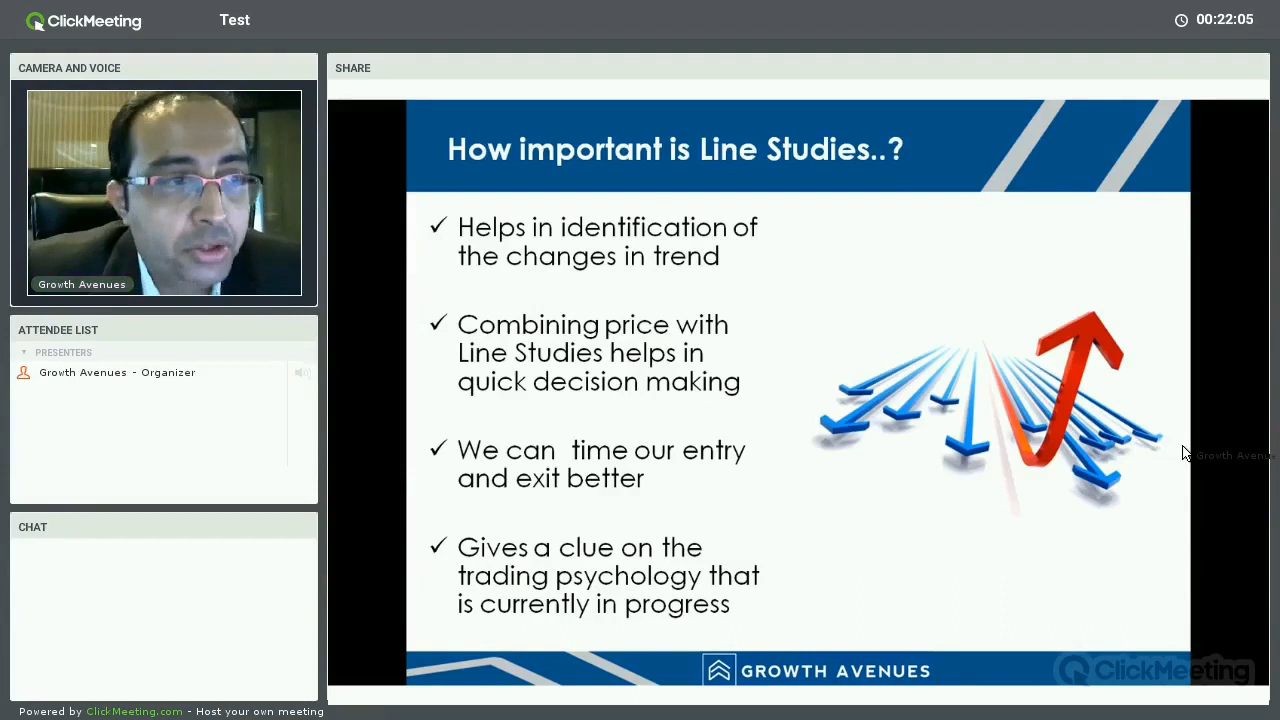 ClickMeeting
Test
00:22:05
CAMERA AND VOICE
Growth Avenues
ATTENDEE LIST
PRESENTERS
Growth Avenues - Organizer
CHAT
Powered by ClickMeeting.com - Host your own meeting
SHARE
How important is Line Studies..?
Helps in identification of
the changes in trend
Combining price with
Line Studies helps in
quick decision making
We can time our entry
and exit better
Gives a clue on the
trading psychology that
is currently in progress
Growth Avenu
GROWTH AVENUES
ClickMeeting